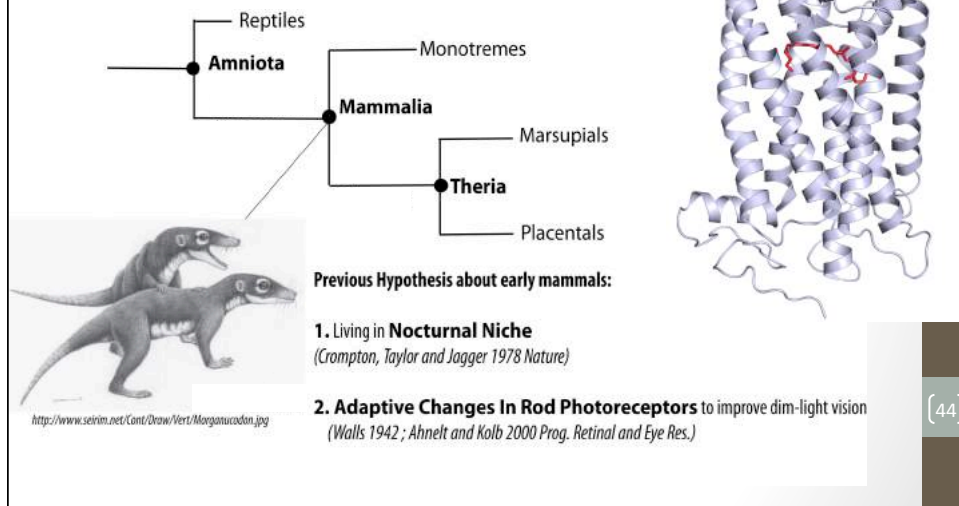 Reptiles
Amniota
Monotremes
Mammalia
Marsupials
Theria
Placentals
Previous Hypothesis about early mammals:
1. Living in Nocturnal Niche
(Crompton, Taylor and Jagger 1978 Nature)
2. Adaptive Changes In Rod Photoreceptors to improve dim-light vision
(Walls 1942 ; Ahnelt and Kolb 2000 Prog. Retinal and Eye Res.)
http://www.seirim.net/Cont/Draw/Vert/Morganucodon.jpg
44